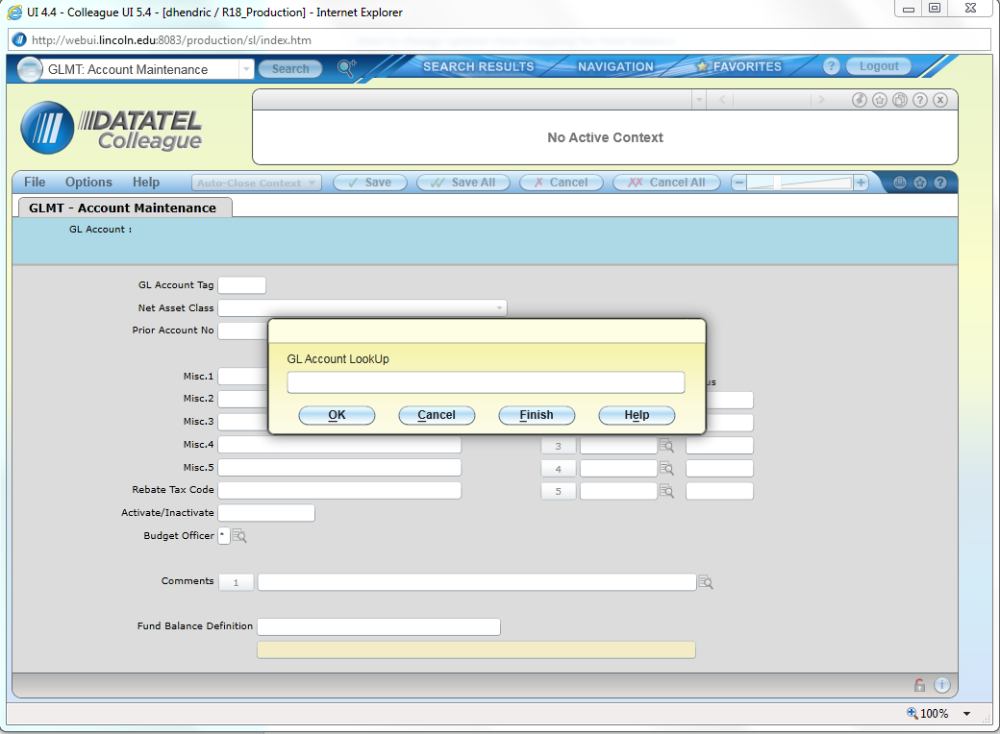 UI 4.4 - Colleague UI 5.4 - [dhendric / R18_Production] - Internet Explorer
http://webui.lincoln.edu:8083/production/sl/index.htm
GLMT: Account Maintenance
Search
SEARCH RESULTS
NAVIGATION
FAVORITES
?
Logout
DATATEL
Colleague
No Active Context
File
Options
Help
Auto-Close Context
Save
Save All
Cancel
Cancel All
GLMT - Account Maintenance
GL Account :
GL Account Tag
Net Asset Class
Prior Account No
GL Account LookUp
OK
Cancel
Finish
Help
Misc.1
us
Misc.2
Misc.3
Misc.4
3
Misc.5
4
Rebate Tax Code
5
Activate/Inactivate
Budget Officer *
Comments 1
Fund Balance Definition
100%